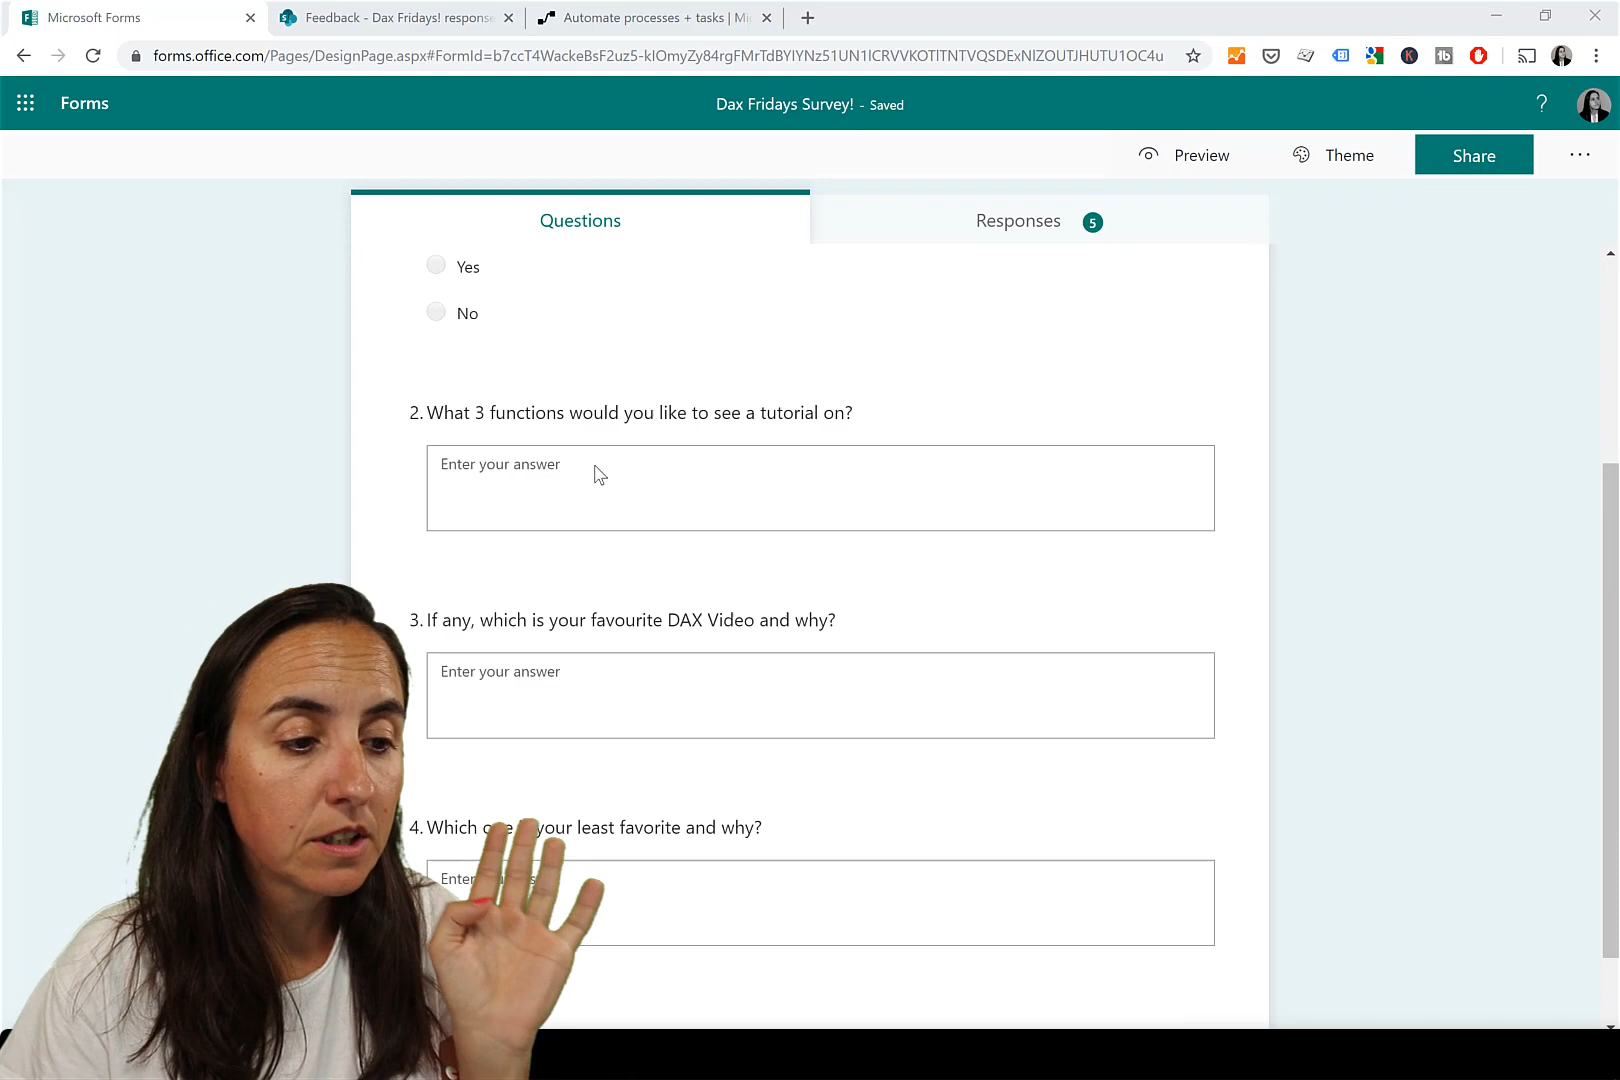 Microsoft Forms
Feedback - Dax Fridays! response
Automate processes + tasks | Mi
forms.office.com/Pages/DesignPage.aspx#FormId=b7ccT4WackeBsF2uz5-kIOmyZy84rgFMrTdBYlYNz51UN1lCRVVKOTlTNTVQSDExNlZOUTJHUTU1OC4u
Forms
Dax Fridays Survey! - Saved
?
Preview
Theme
Share
Questions
Responses 5
Yes
No
2. What 3 functions would you like to see a tutorial on?
Enter your answer
3. If any, which is your favourite DAX Video and why?
Enter your answer
4. Which your least favorite and why?
Enter